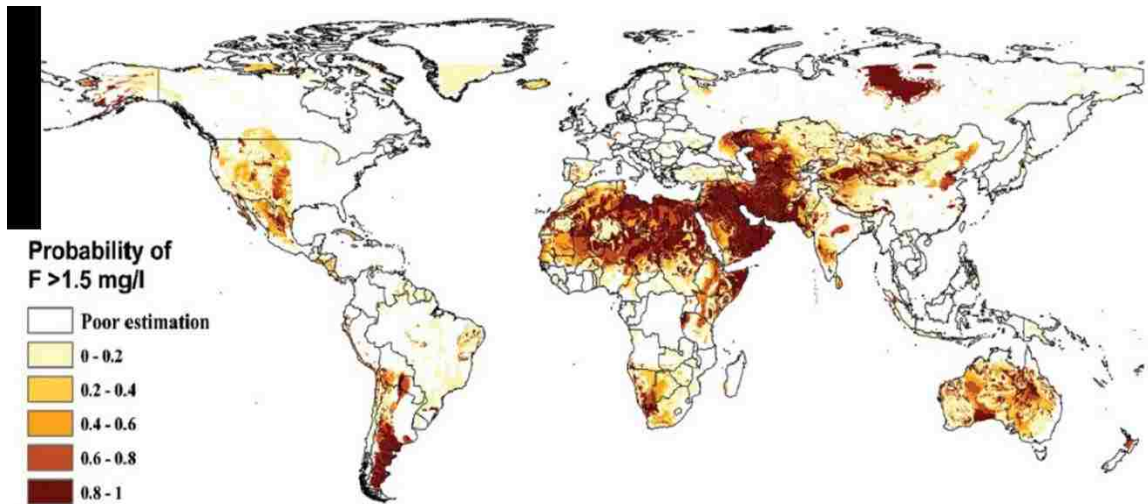 Probability of
F >1.5 mg/l
Poor estimation
0 - 0.2
0.2 - 0.4
0.4 - 0.6
0.6 - 0.8
0.8 - 1